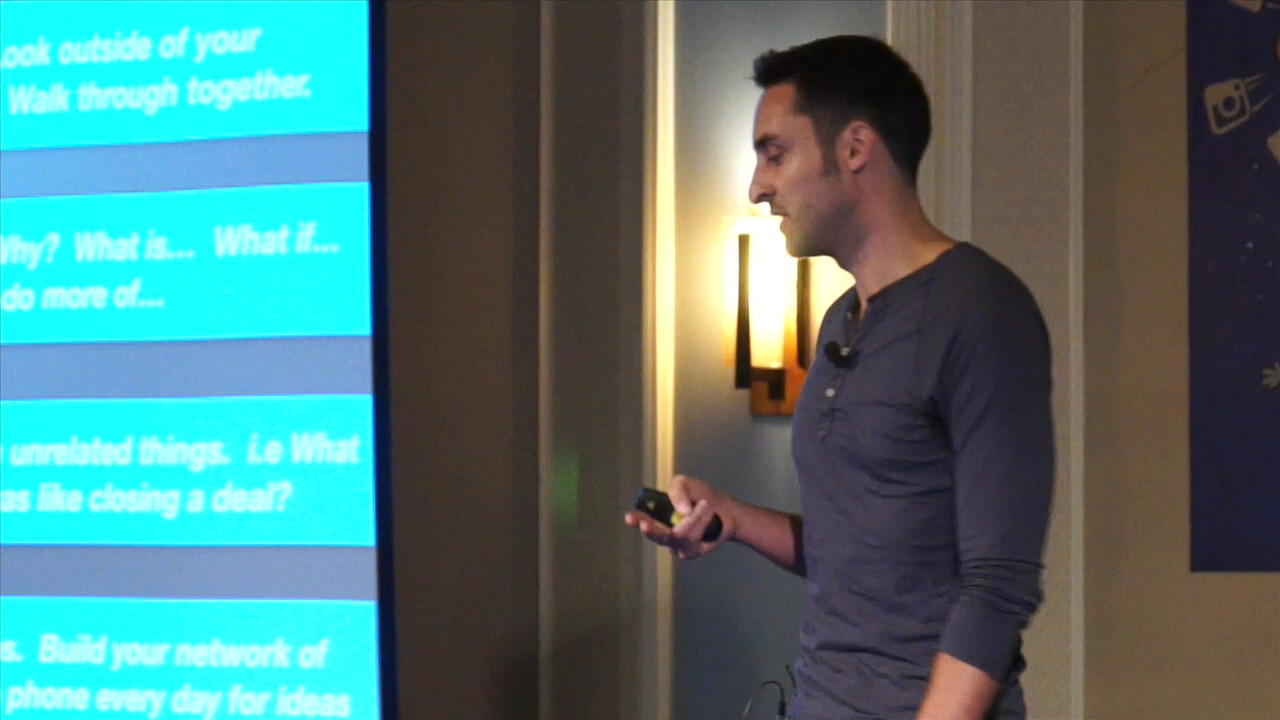 ook outside of your
Walk through together.
Why? What is... What if...
do more of...
unrelated things. i.e What
as like closing a deal?
s. Build your network of
phone every day for ideas